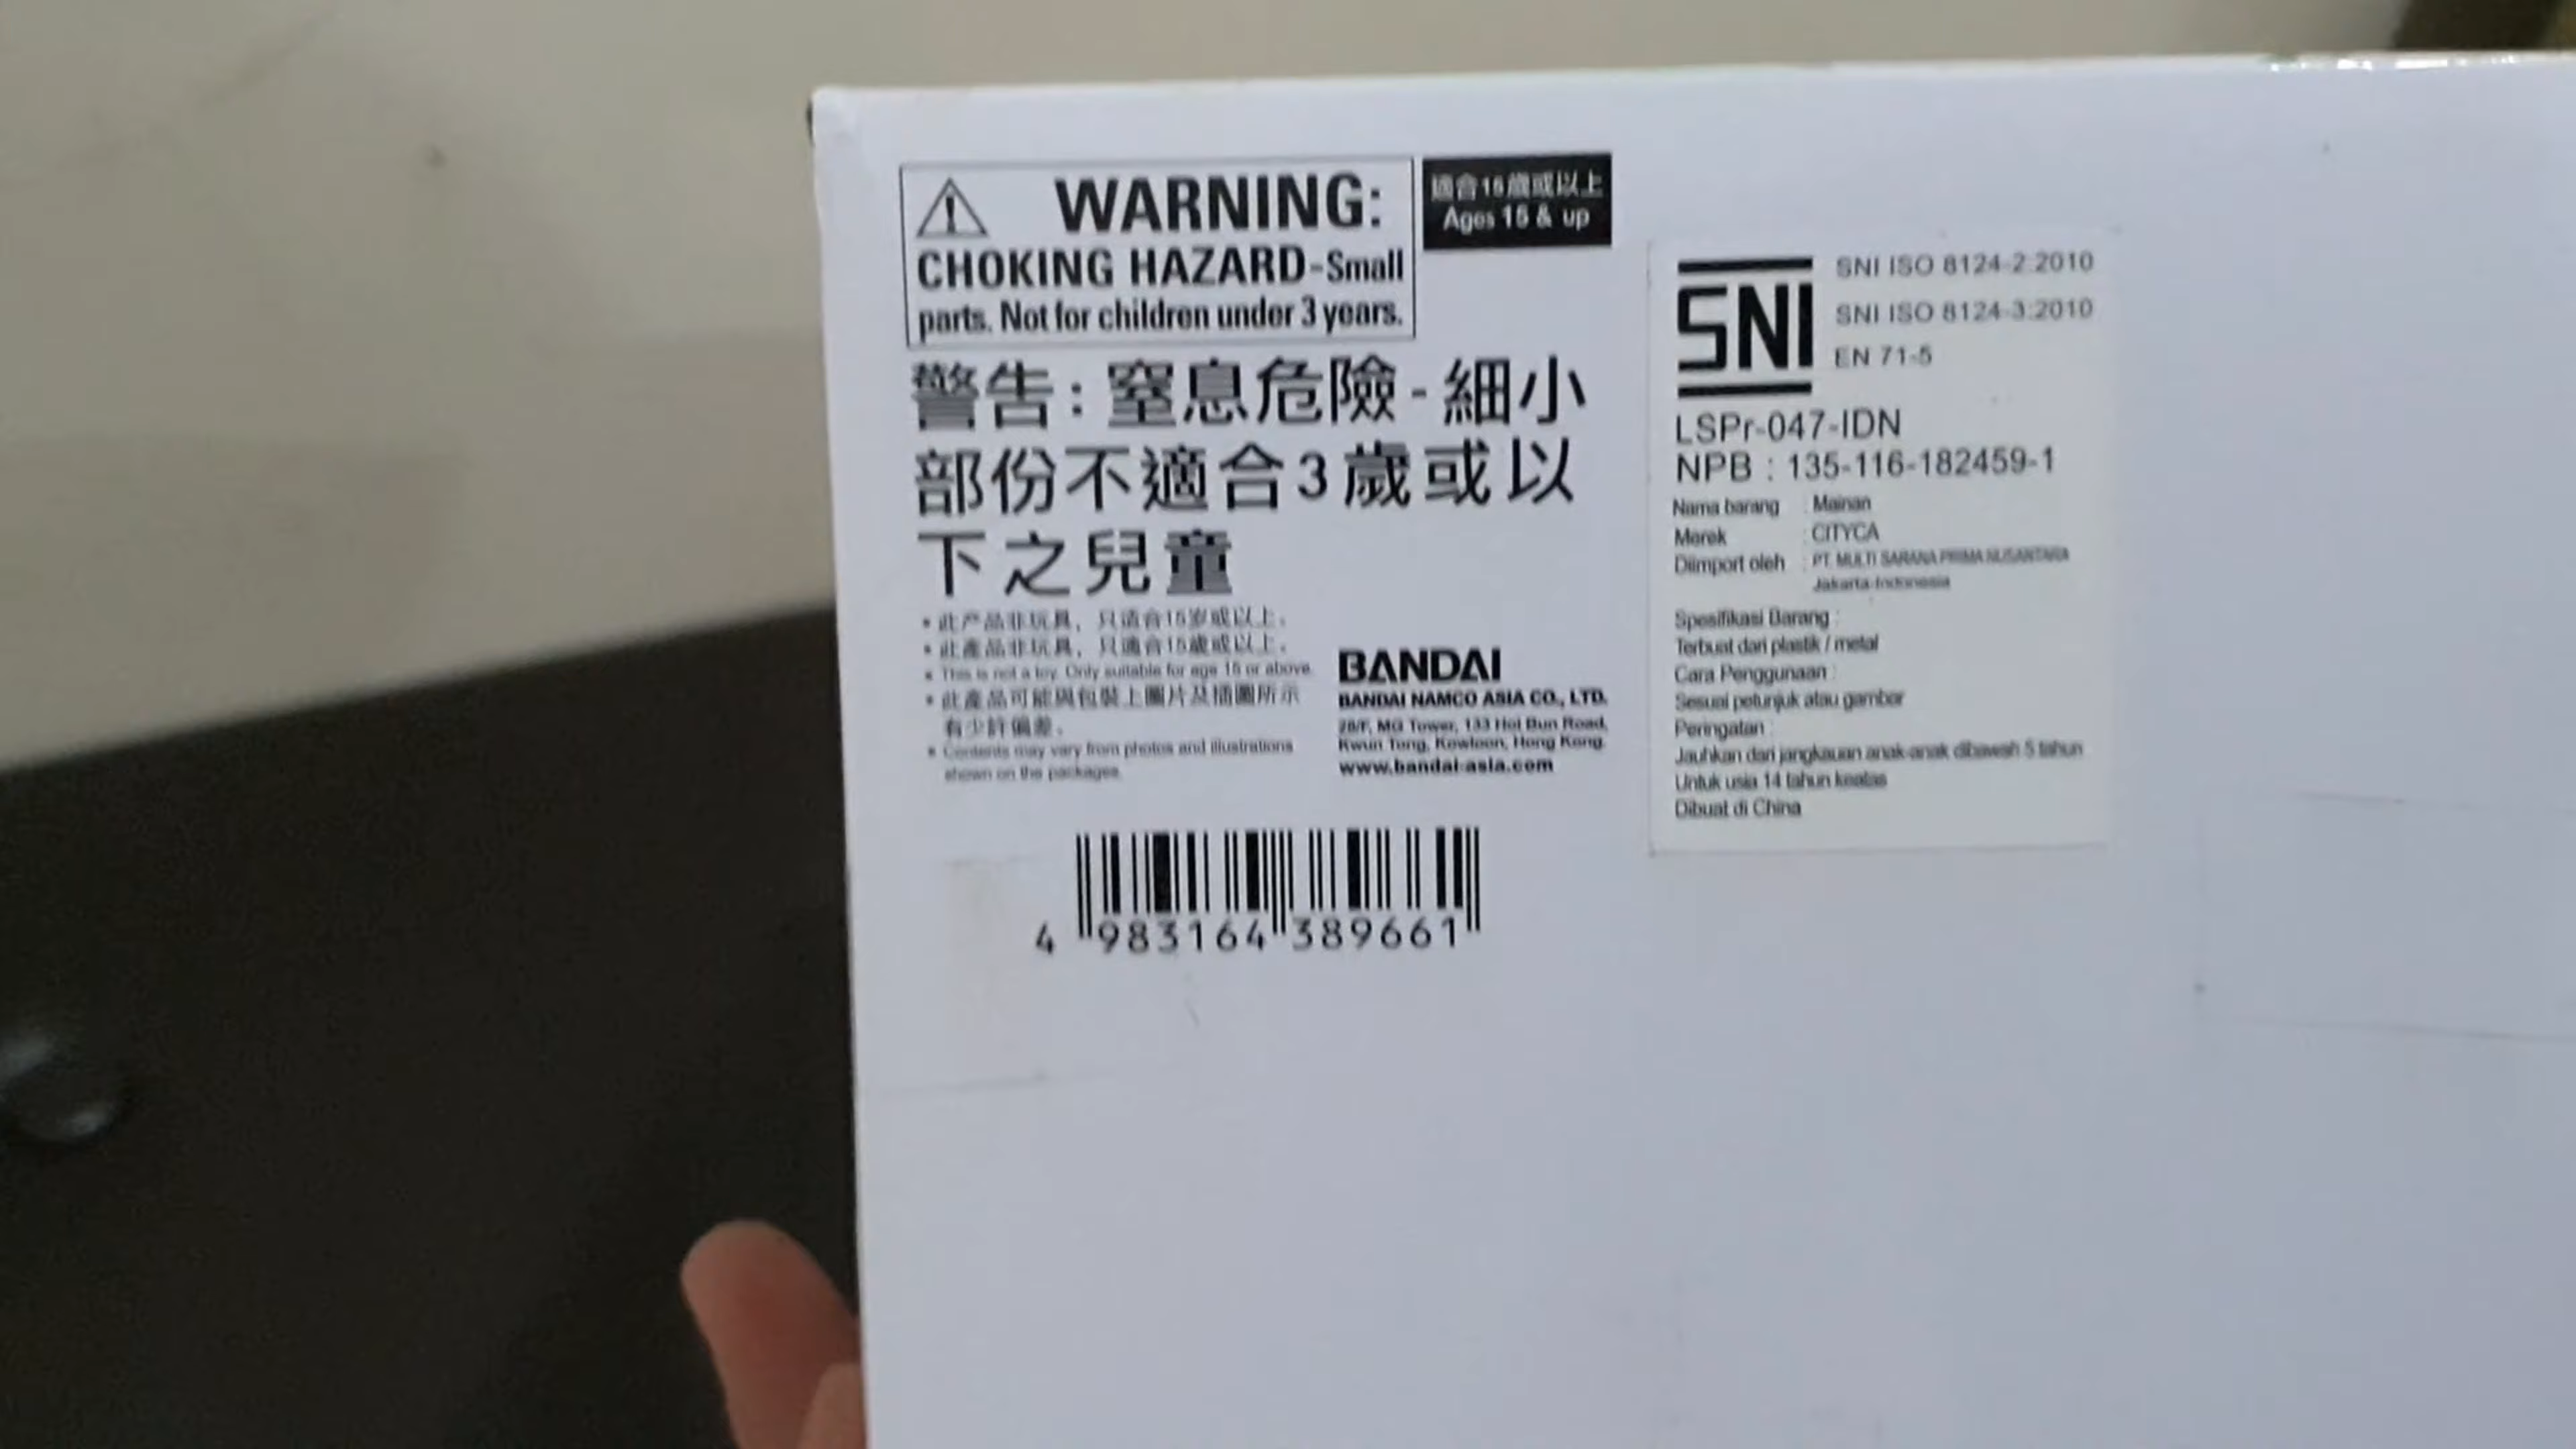 WARNING:
CHOKING HAZARD-Small
parts. Not for children under 3 years.
適合15歲或以上
Ages 15 & up
警告:窒息危險-細小
部份不適合3歲或以
下之兒童
• 此产品非玩具，只适合15岁或以上。
• 此產品非玩具，只適合15歲或以上。
• This is not a toy. Only suitable for age 15 or above.
• 此產品可能與包裝上圖片及插圖所示
有少許偏差。
• Contents may vary from photos and illustrations
shown on the packages.
BANDAI
BANDAI NAMCO ASIA CO., LTD.
28/F, MG Tower, 133 Hoi Bun Road,
Kwun Tong, Kowloon, Hong Kong.
www.bandai-asia.com
4 983164 389661
SNI
SNI ISO 8124-2:2010
SNI ISO 8124-3:2010
EN 71-5
LSPr-047-IDN
NPB : 135-116-182459-1
Nama barang : Mainan
Merek : CITYCA
Diimport oleh : PT. MULTI SARANA PRIMA NUSANTARA
Jakarta-Indonesia
Spesifikasi Barang :
Terbuat dari plastik / metal
Cara Penggunaan :
Sesuai petunjuk atau gambar
Peringatan :
Jauhkan dari jangkauan anak-anak dibawah 5 tahun
Untuk usia 14 tahun keatas
Dibuat di China